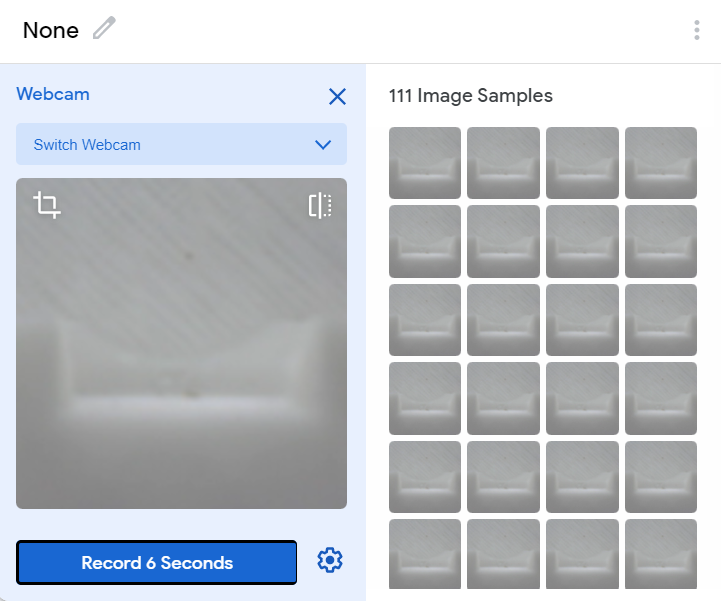 None
Webcam
Switch Webcam
Record 6 Seconds
111 Image Samples